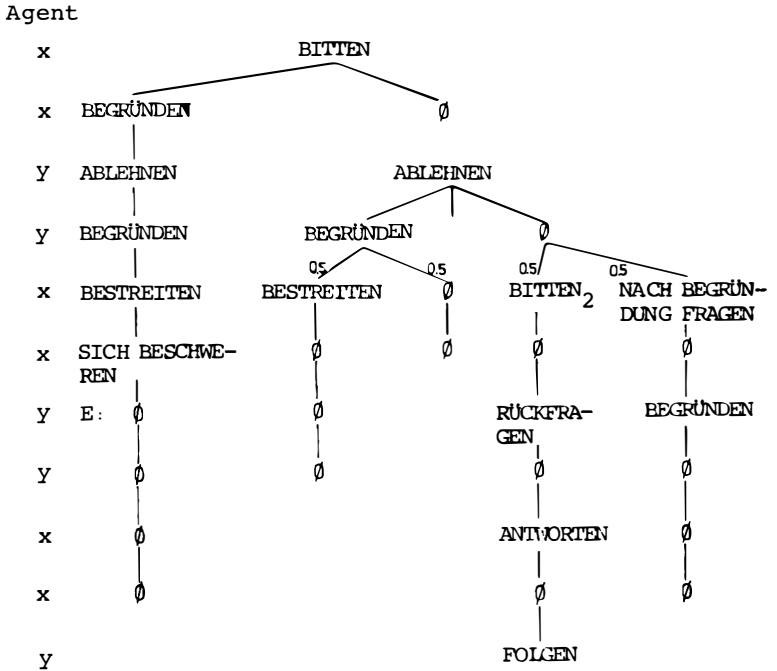 Agent
x BITTEN
x BEGRÜNDEN Ø
y ABLEHNEN ABLEHNEN
y BEGRÜNDEN BEGRÜNDEN Ø
0.5 0.5 0.5 0.5
x BESTREITEN BESTREITEN Ø BITTEN₂ NACH BEGRÜN-
DUNG FRAGEN
x SICH BESCHWE- Ø Ø Ø Ø
REN
y E: Ø Ø RÜCKFRA- BEGRÜNDEN
GEN
y Ø Ø Ø Ø
x Ø ANTWORTEN Ø
x Ø Ø Ø
y FOLGEN